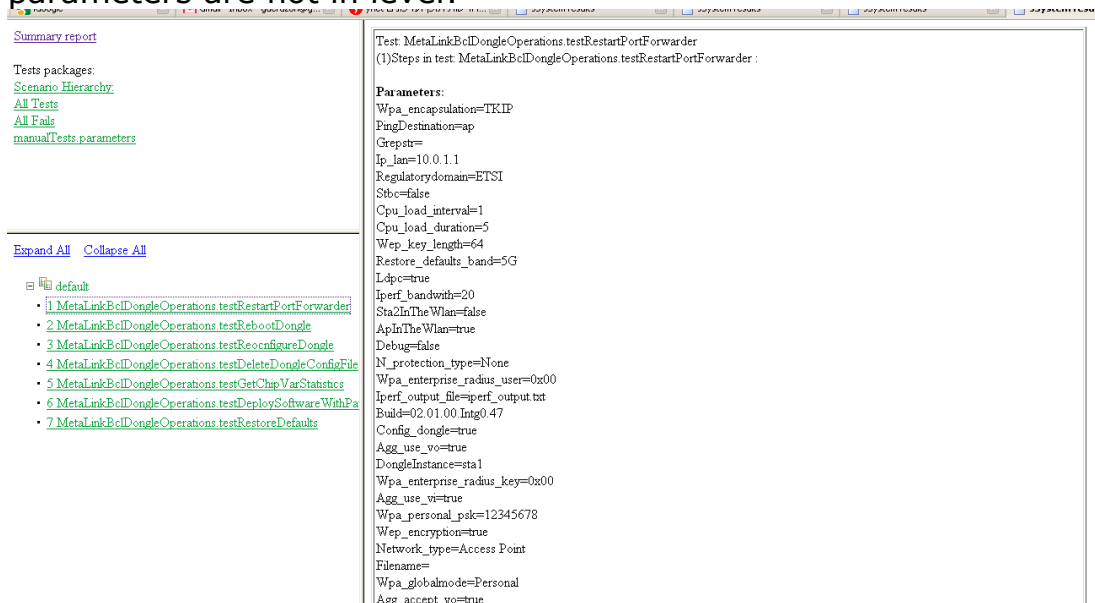 parameters are not in level.
Summary report
Tests packages:
Scenario Hierarchy:
All Tests
All Fails
manualTests.parameters
Expand All Collapse All
default
1 MetaLinkBclDongleOperations.testRestartPortForwarder
2 MetaLinkBclDongleOperations.testRebootDongle
3 MetaLinkBclDongleOperations.testReocnfigureDongle
4 MetaLinkBclDongleOperations.testDeleteDongleConfigFile
5 MetaLinkBclDongleOperations.testGetChipVarStatistics
6 MetaLinkBclDongleOperations.testDeploySoftwareWithPa
7 MetaLinkBclDongleOperations.testRestoreDefaults
Test: MetaLinkBclDongleOperations.testRestartPortForwarder
(1)Steps in test: MetaLinkBclDongleOperations.testRestartPortForwarder :
Parameters:
Wpa_encapsulation=TKIP
PingDestination=ap
Grepstr=
Ip_lan=10.0.1.1
Regulatorydomain=ETSI
Stbc=false
Cpu_load_interval=1
Cpu_load_duration=5
Wep_key_length=64
Restore_defaults_band=5G
Ldpc=true
Iperf_bandwith=20
Sta2InTheWlan=false
ApInTheWlan=true
Debug=false
N_protection_type=None
Wpa_enterprise_radius_user=0x00
Iperf_output_file=iperf_output.txt
Build=02.01.00.Intg0.47
Config_dongle=true
Agg_use_vo=true
DongleInstance=sta1
Wpa_enterprise_radius_key=0x00
Agg_use_vi=true
Wpa_personal_psk=12345678
Wep_encryption=true
Network_type=Access Point
Filename=
Wpa_globalmode=Personal
Agg_accept_vo=true